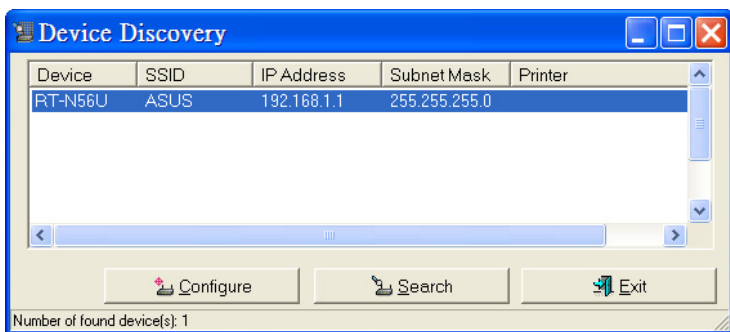 Device Discovery
Device SSID IP Address Subnet Mask Printer
RT-N56U ASUS 192.168.1.1 255.255.255.0
Configure Search Exit
Number of found device(s): 1